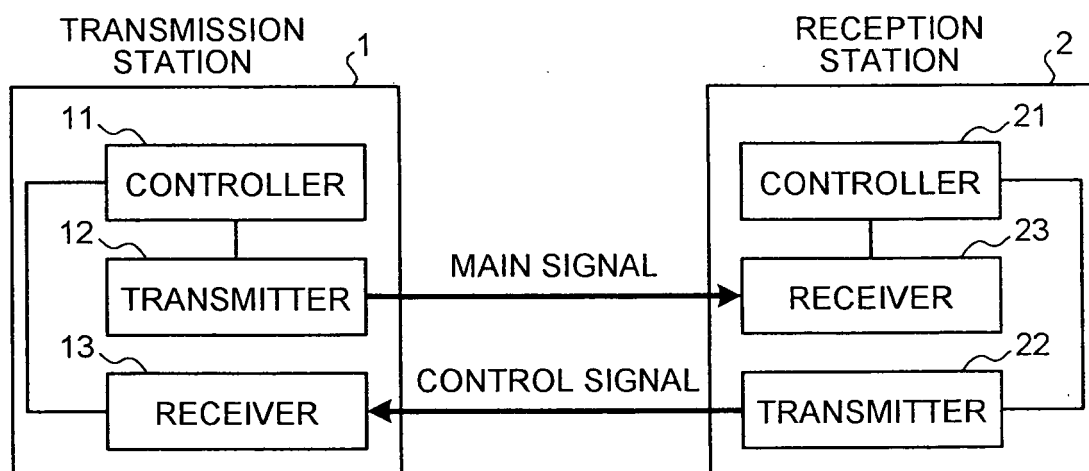 TRANSMISSION
STATION
1
11
CONTROLLER
12
TRANSMITTER
13
RECEIVER
MAIN SIGNAL
CONTROL SIGNAL
RECEPTION
STATION
2
21
CONTROLLER
23
RECEIVER
22
TRANSMITTER